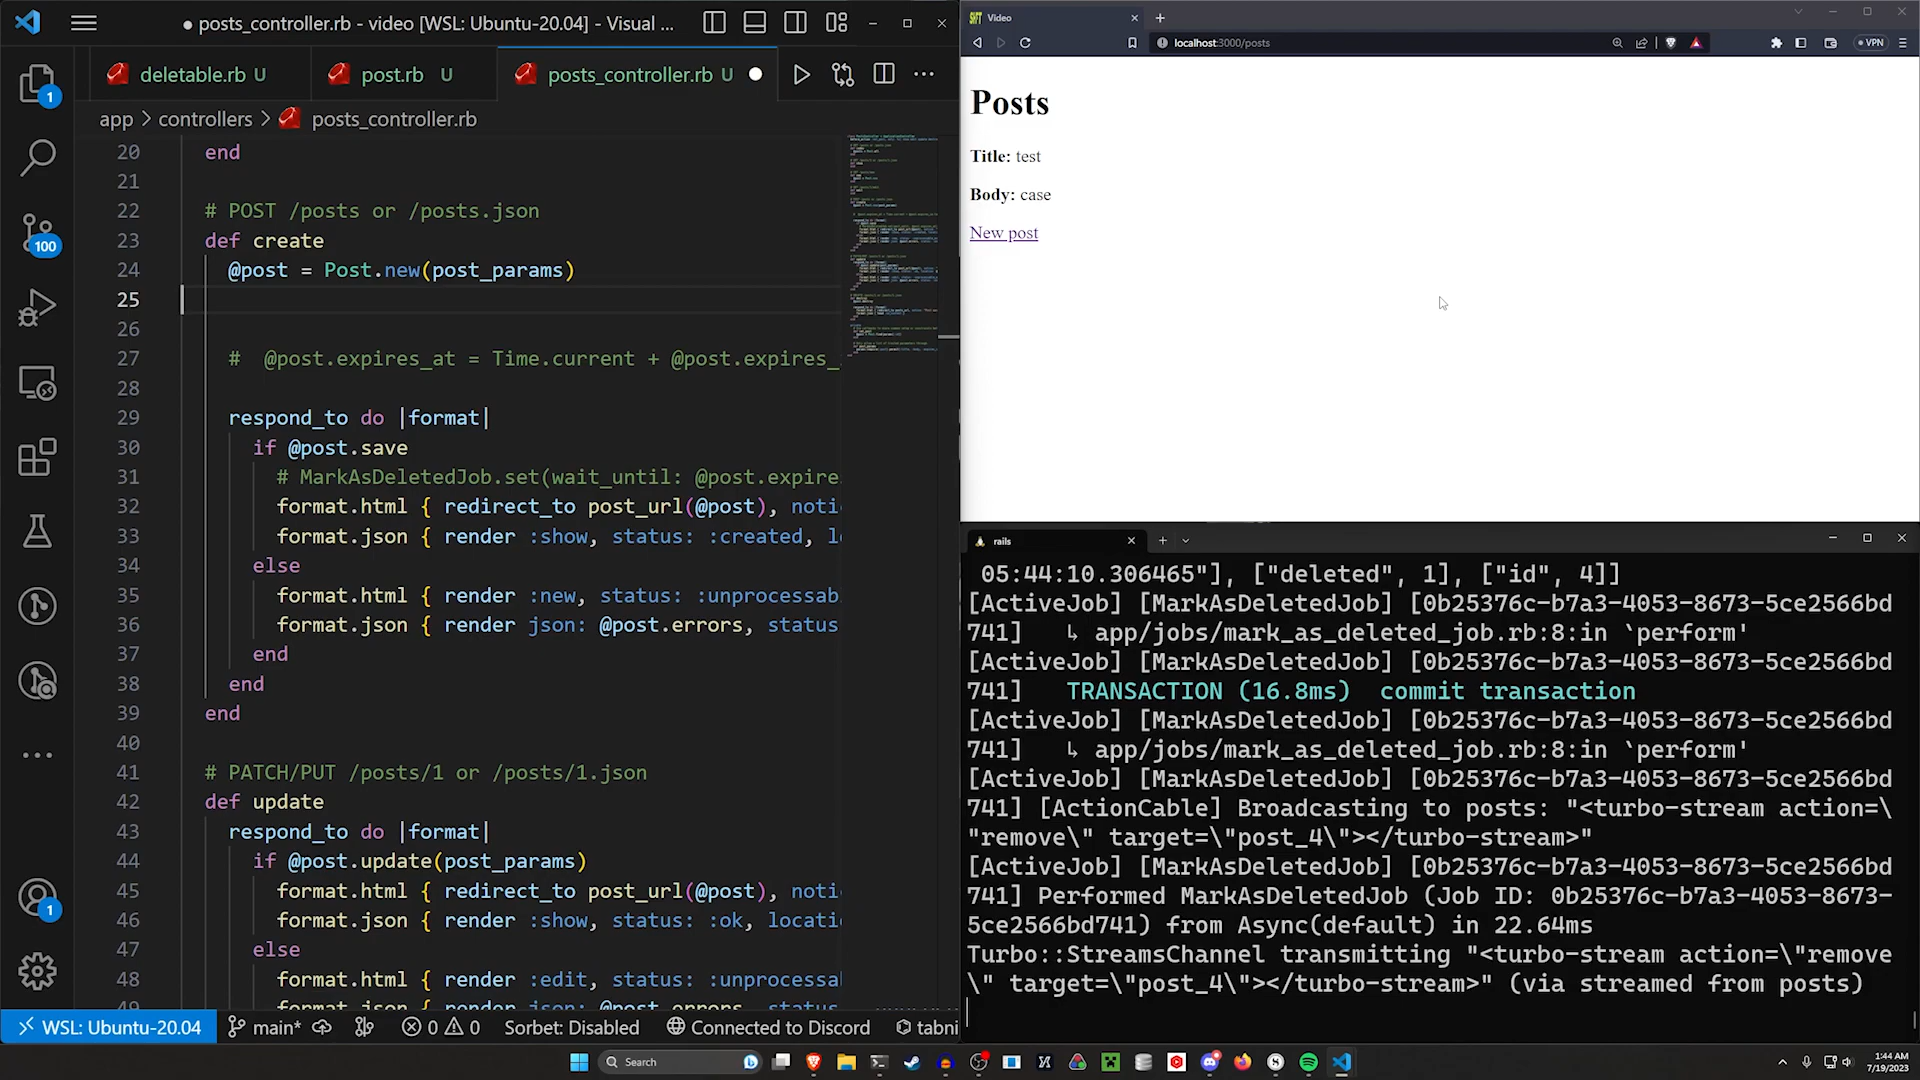 posts_controller.rb - video [WSL: Ubuntu-20.04] - Visual ...
deletable.rb U
post.rb U
posts_controller.rb U
app > controllers > posts_controller.rb
20 end
21
22 # POST /posts or /posts.json
23 def create
24 @post = Post.new(post_params)
25
26
27 # @post.expires_at = Time.current + @post.expires_
28
29 respond_to do |format|
30 if @post.save
31 # MarkAsDeletedJob.set(wait_until: @post.expire
32 format.html { redirect_to post_url(@post), noti
33 format.json { render :show, status: :created, l
34 else
35 format.html { render :new, status: :unprocessab
36 format.json { render json: @post.errors, status
37 end
38 end
39 end
40
41 # PATCH/PUT /posts/1 or /posts/1.json
42 def update
43 respond_to do |format|
44 if @post.update(post_params)
45 format.html { redirect_to post_url(@post), noti
46 format.json { render :show, status: :ok, locati
47 else
48 format.html { render :edit, status: :unprocessa
49 format.json { render json: @post.errors, status
1
100
1
WSL: Ubuntu-20.04 main* 0 0 Sorbet: Disabled Connected to Discord tabni
Video
localhost:3000/posts
VPN
Posts
Title: test
Body: case
New post
rails
05:44:10.306465"], ["deleted", 1], ["id", 4]]
[ActiveJob] [MarkAsDeletedJob] [0b25376c-b7a3-4053-8673-5ce2566bd
741] ↳ app/jobs/mark_as_deleted_job.rb:8:in `perform'
[ActiveJob] [MarkAsDeletedJob] [0b25376c-b7a3-4053-8673-5ce2566bd
741] TRANSACTION (16.8ms) commit transaction
[ActiveJob] [MarkAsDeletedJob] [0b25376c-b7a3-4053-8673-5ce2566bd
741] ↳ app/jobs/mark_as_deleted_job.rb:8:in `perform'
[ActiveJob] [MarkAsDeletedJob] [0b25376c-b7a3-4053-8673-5ce2566bd
741] [ActionCable] Broadcasting to posts: "<turbo-stream action=\
"remove\" target=\"post_4\"></turbo-stream>"
[ActiveJob] [MarkAsDeletedJob] [0b25376c-b7a3-4053-8673-5ce2566bd
741] Performed MarkAsDeletedJob (Job ID: 0b25376c-b7a3-4053-8673-
5ce2566bd741) from Async(default) in 22.64ms
Turbo::StreamsChannel transmitting "<turbo-stream action=\"remove
\" target=\"post_4\"></turbo-stream>" (via streamed from posts)
Search
1:44 AM
7/19/2023